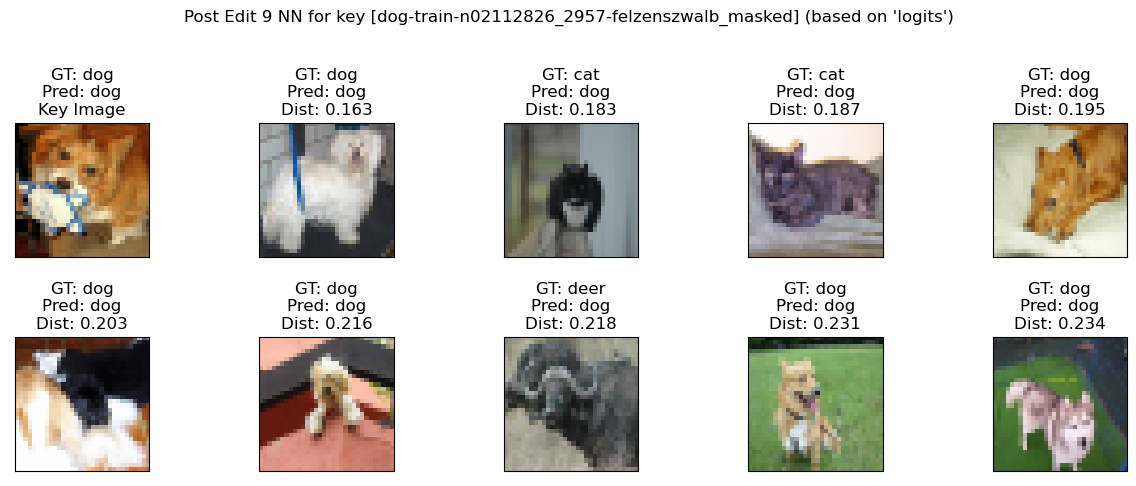 Post Edit 9 NN for key [dog-train-n02112826_2957-felzenszwalb_masked] (based on 'logits')
GT: dog
Pred: dog
Key Image
GT: dog
Pred: dog
Dist: 0.163
GT: cat
Pred: dog
Dist: 0.183
GT: cat
Pred: dog
Dist: 0.187
GT: dog
Pred: dog
Dist: 0.195
GT: dog
Pred: dog
Dist: 0.203
GT: dog
Pred: dog
Dist: 0.216
GT: deer
Pred: dog
Dist: 0.218
GT: dog
Pred: dog
Dist: 0.231
GT: dog
Pred: dog
Dist: 0.234